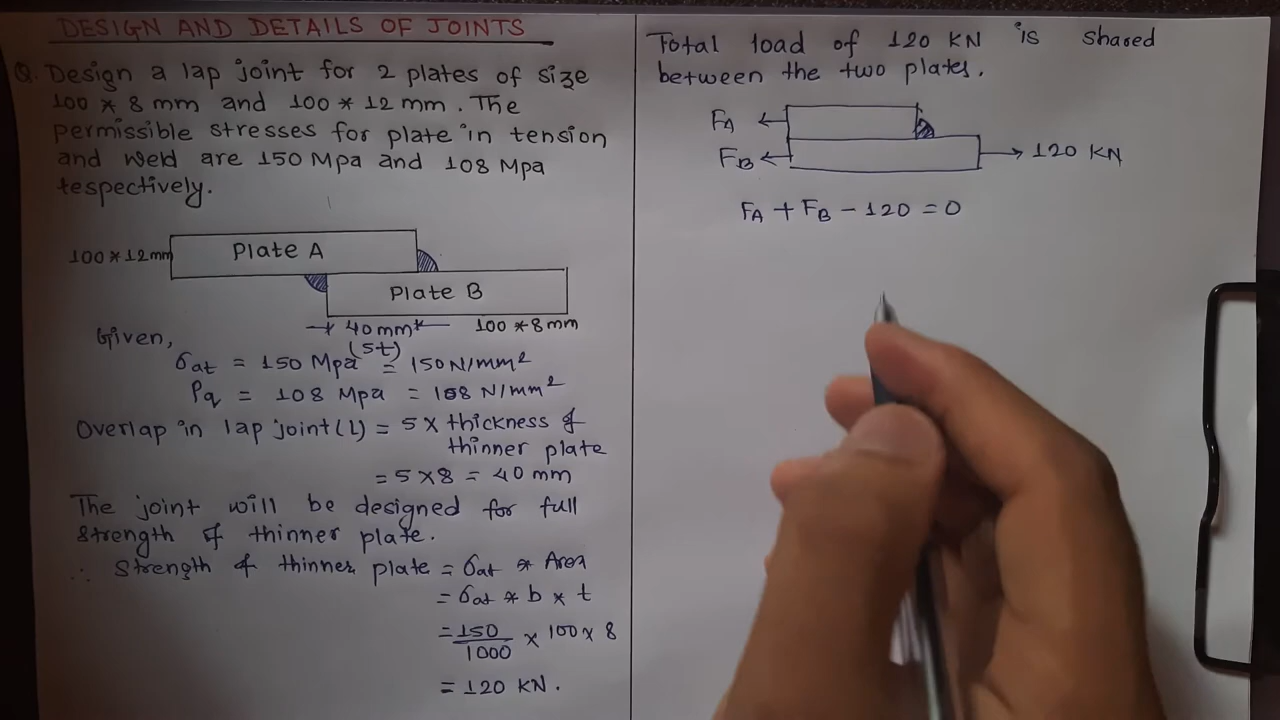 DESIGN AND DETAILS OF JOINTS
Q. Design a lap joint for 2 plates of size
100 * 8 mm and 100 * 12 mm. The
permissible stresses for plate in tension
and weld are 150 Mpa and 108 Mpa
tespectively.
100 * 12 mm
Plate A
Plate B
40 mm
(5t)
100 * 8 mm
Given,
σat = 150 Mpa = 150 N/mm²
Pq = 108 Mpa = 108 N/mm²
Overlap in lap joint (L) = 5 X thickness of
thinner plate
= 5 X 8 = 40 mm
The joint will be designed for full
strength of thinner plate.
∴ Strength of thinner plate = σat * Area
= σat * b * t
= 150/1000 × 100 x 8
= 120 KN.
Total load of 120 KN is shared
between the two plates.
FA
FB
120 KN
FA + FB - 120 = 0